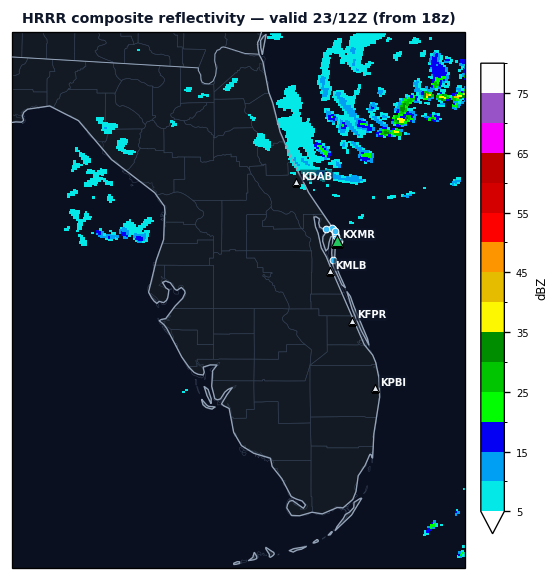 HRRR composite reflectivity — valid 23/12Z (from 18z)
75
65
55
45
35
25
15
5
dBZ
KDAB
KXMR
KMLB
KFPR
KPBI